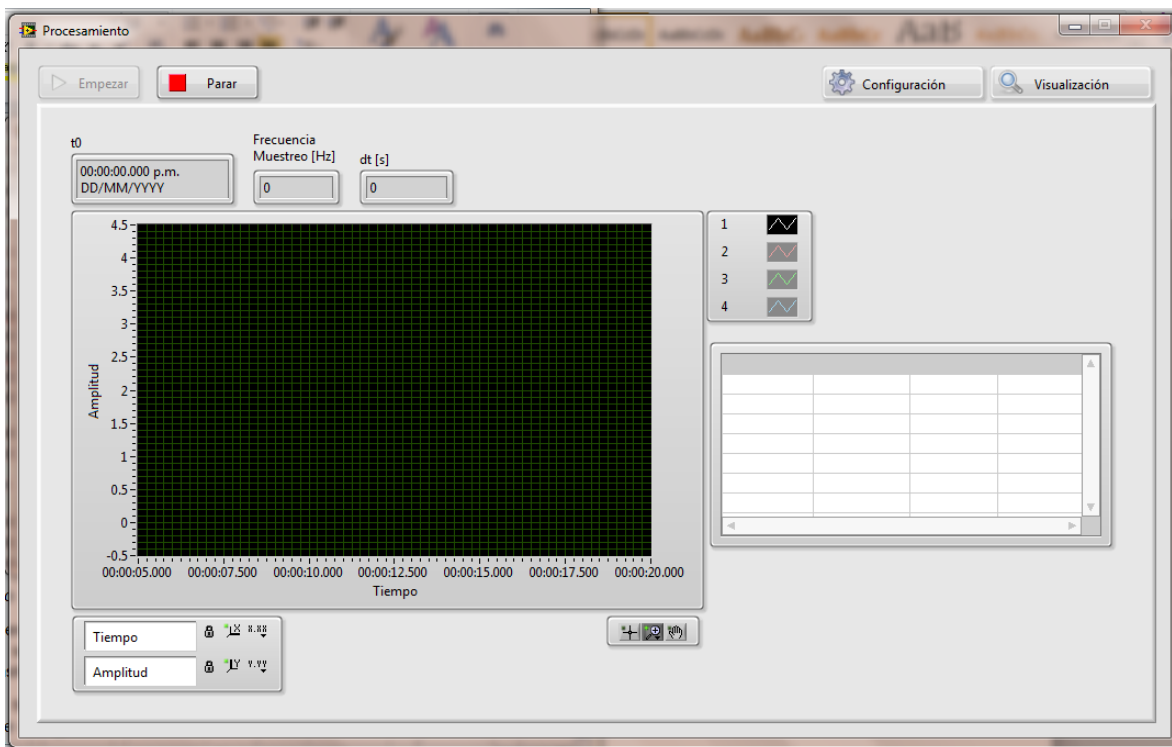 Procesamiento
Empezar
Parar
Configuración
Visualización
t0
Frecuencia
Muestreo [Hz]
dt [s]
00:00:00.000 p.m.
DD/MM/YYYY
0
0
4.5
4
3.5
3
2.5
2
1.5
1
0.5
0
-0.5
Amplitud
00:00:05.000 00:00:07.500 00:00:10.000 00:00:12.500 00:00:15.000 00:00:17.500 00:00:20.000
Tiempo
1
2
3
4
Tiempo
X X.XX
Amplitud
Y Y.YY